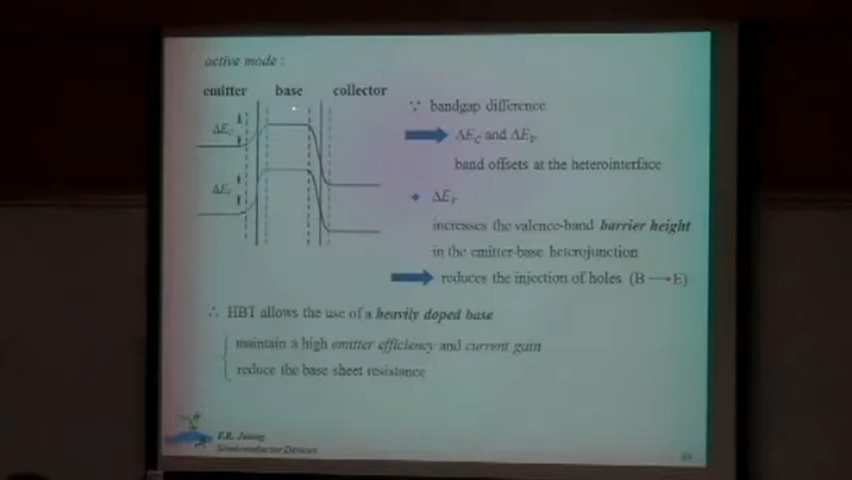 active mode :
emitter base collector
∵ bandgap difference
ΔE_C
ΔE_C and ΔE_V
band offsets at the heterointerface
ΔE_V
ΔE_V
increases the valence-band barrier height
in the emitter-base heterojunction
reduces the injection of holes (B → E)
∴ HBT allows the use of a heavily doped base
maintain a high emitter efficiency and current gain
reduce the base sheet resistance
Semiconductor Devices